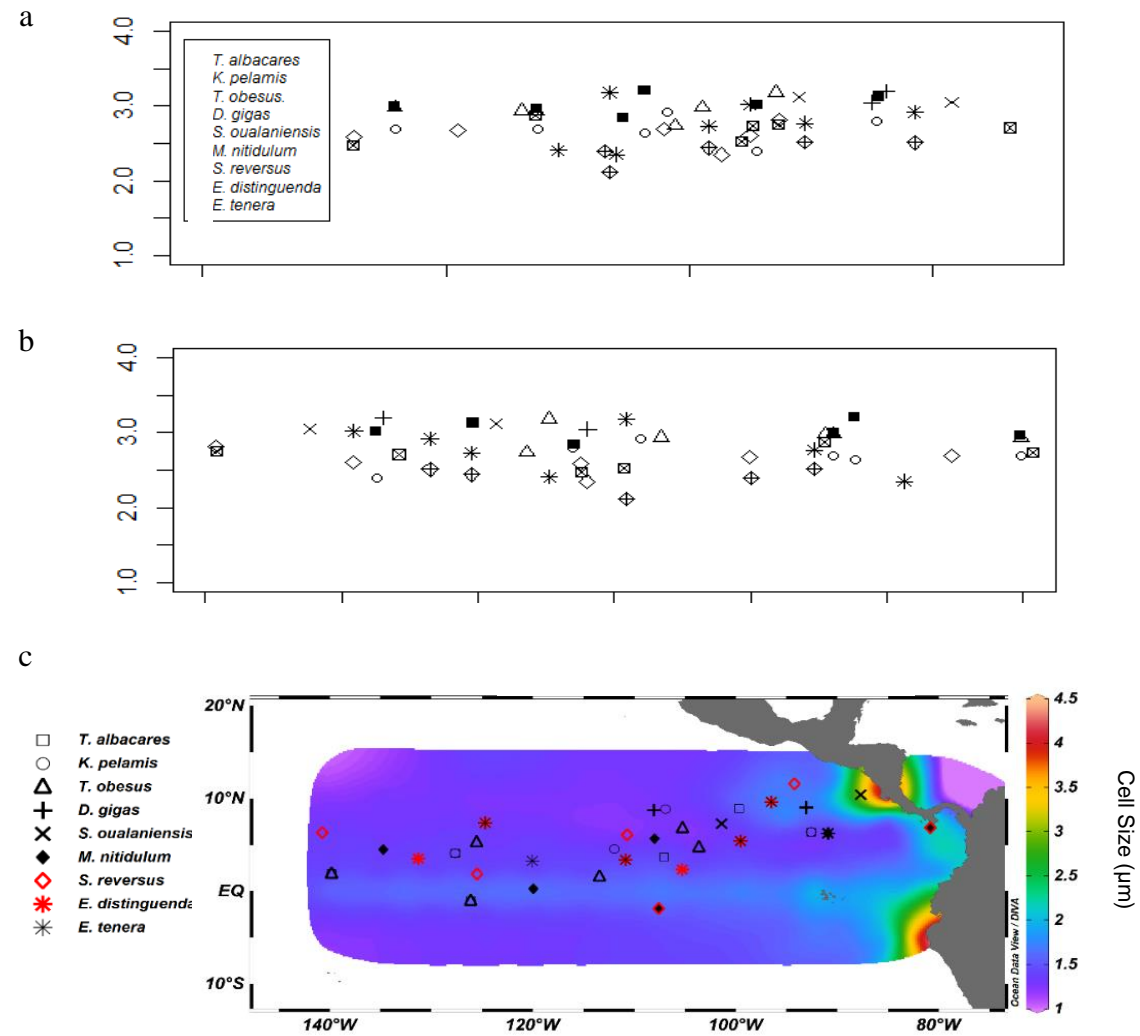 a
4.0
3.0
2.0
1.0
T. albacares
K. pelamis
T. obesus.
D. gigas
S. oualaniensis
M. nitidulum
S. reversus
E. distinguenda
E. tenera
b
4.0
3.0
2.0
1.0
c
T. albacares
K. pelamis
T. obesus
D. gigas
S. oualaniensis
M. nitidulum
S. reversus
E. distinguenda
E. tenera
20°N
10°N
EQ
10°S
140°W
120°W
100°W
80°W
Ocean Data View / DIVA
4.5
4
3.5
3
2.5
2
1.5
1
Cell Size (µm)